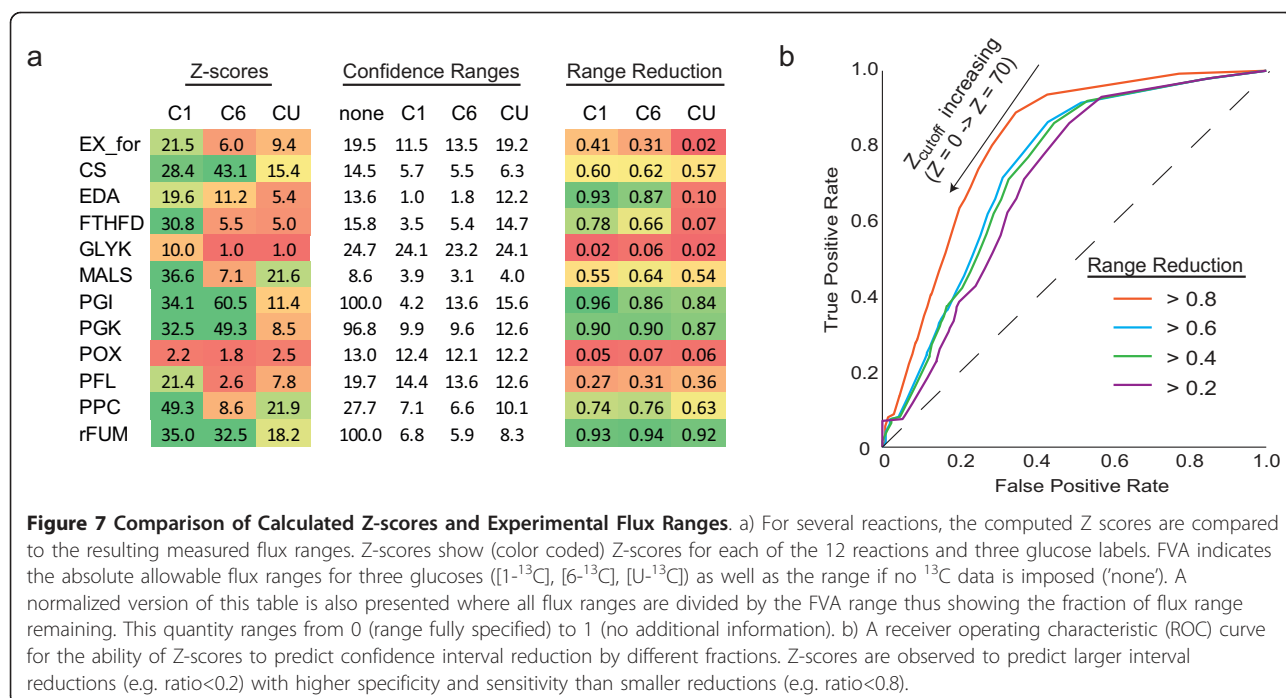 a
Z-scores Confidence Ranges Range Reduction
C1 C6 CU none C1 C6 CU C1 C6 CU
EX_for 21.5 6.0 9.4 19.5 11.5 13.5 19.2 0.41 0.31 0.02
CS 28.4 43.1 15.4 14.5 5.7 5.5 6.3 0.60 0.62 0.57
EDA 19.6 11.2 5.4 13.6 1.0 1.8 12.2 0.93 0.87 0.10
FTHFD 30.8 5.5 5.0 15.8 3.5 5.4 14.7 0.78 0.66 0.07
GLYK 10.0 1.0 1.0 24.7 24.1 23.2 24.1 0.02 0.06 0.02
MALS 36.6 7.1 21.6 8.6 3.9 3.1 4.0 0.55 0.64 0.54
PGI 34.1 60.5 11.4 100.0 4.2 13.6 15.6 0.96 0.86 0.84
PGK 32.5 49.3 8.5 96.8 9.9 9.6 12.6 0.90 0.90 0.87
POX 2.2 1.8 2.5 13.0 12.4 12.1 12.2 0.05 0.07 0.06
PFL 21.4 2.6 7.8 19.7 14.4 13.6 12.6 0.27 0.31 0.36
PPC 49.3 8.6 21.9 27.7 7.1 6.6 10.1 0.74 0.76 0.63
rFUM 35.0 32.5 18.2 100.0 6.8 5.9 8.3 0.93 0.94 0.92
b
True Positive Rate
1.0
0.8
0.6
0.4
0.2
0
Zcutoff increasing
(Z = 0 -> Z = 70)
Range Reduction
> 0.8
> 0.6
> 0.4
> 0.2
0 0.2 0.4 0.6 0.8 1.0
False Positive Rate
Figure 7 Comparison of Calculated Z-scores and Experimental Flux Ranges. a) For several reactions, the computed Z scores are compared
to the resulting measured flux ranges. Z-scores show (color coded) Z-scores for each of the 12 reactions and three glucose labels. FVA indicates
the absolute allowable flux ranges for three glucoses ([1-¹³C], [6-¹³C], [U-¹³C]) as well as the range if no ¹³C data is imposed ('none'). A
normalized version of this table is also presented where all flux ranges are divided by the FVA range thus showing the fraction of flux range
remaining. This quantity ranges from 0 (range fully specified) to 1 (no additional information). b) A receiver operating characteristic (ROC) curve
for the ability of Z-scores to predict confidence interval reduction by different fractions. Z-scores are observed to predict larger interval
reductions (e.g. ratio<0.2) with higher specificity and sensitivity than smaller reductions (e.g. ratio<0.8).